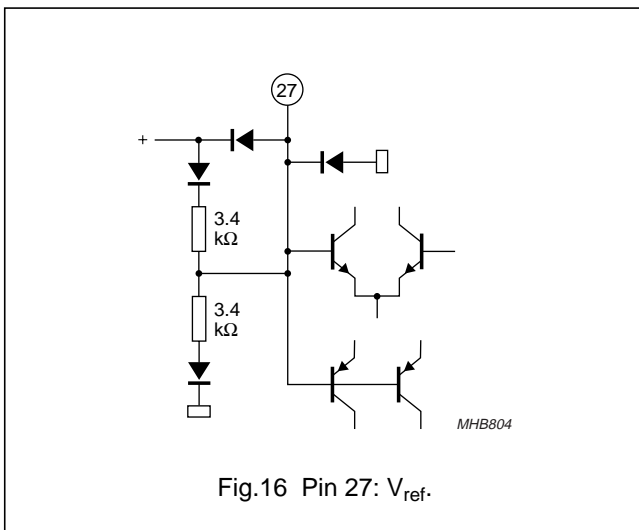 27
+
3.4
kΩ
3.4
kΩ
MHB804
Fig.16 Pin 27: Vref.